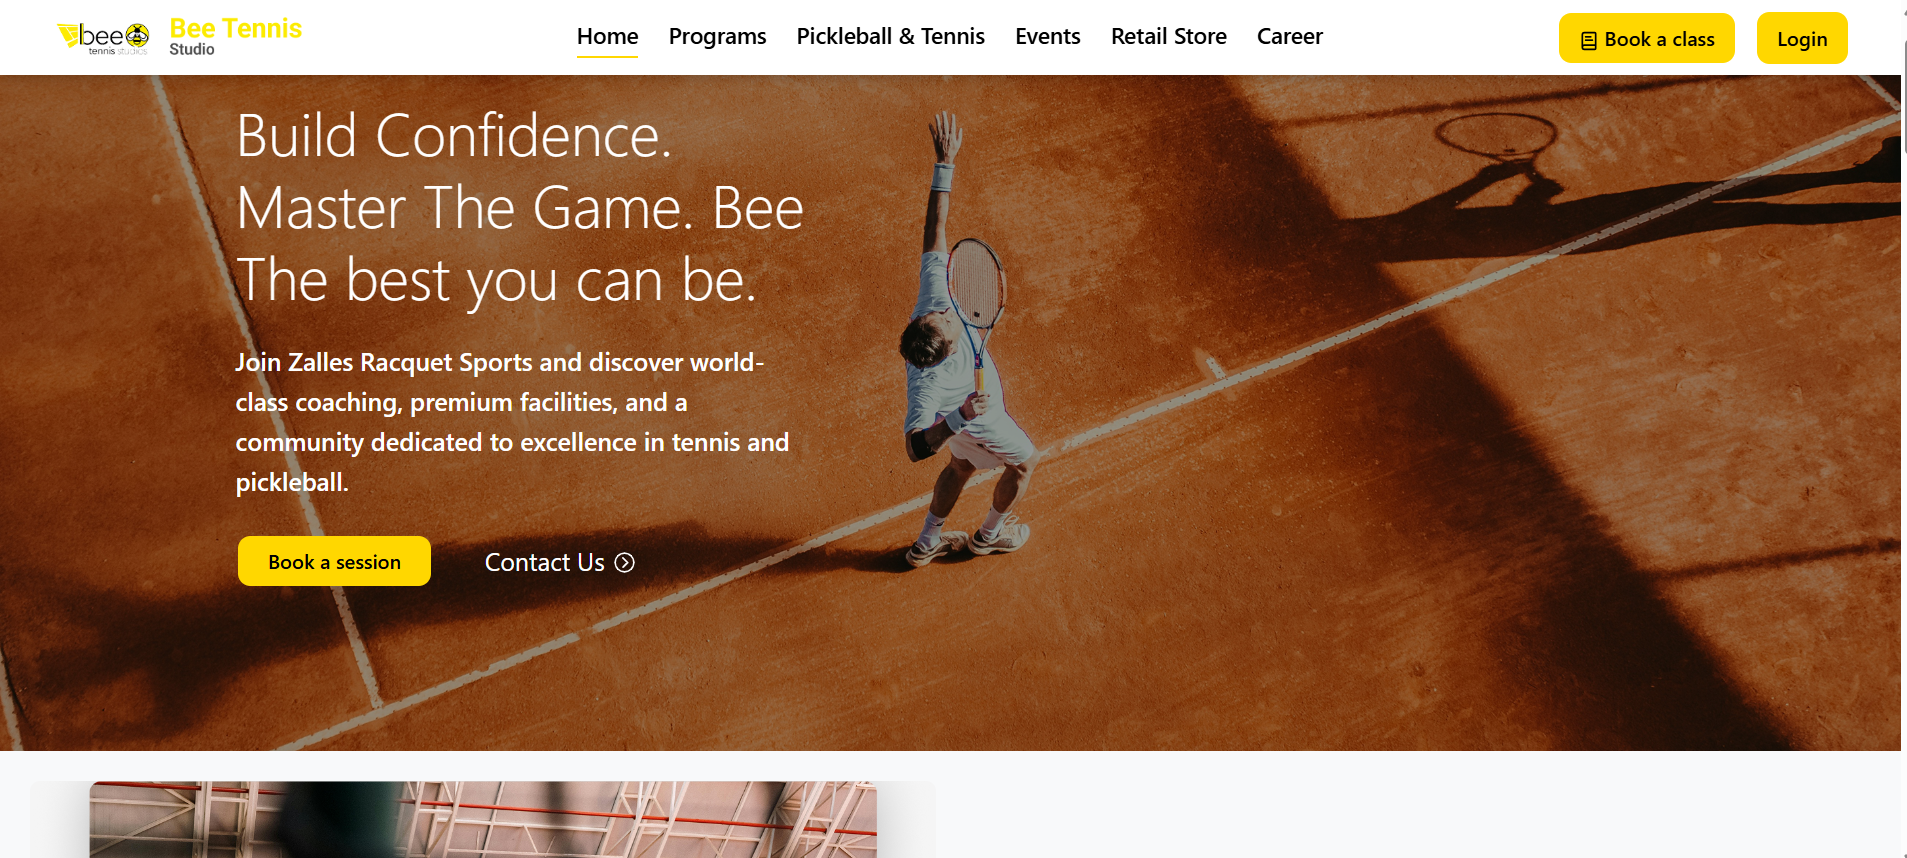 bee
tennis studios
Bee Tennis
Studio
Home Programs Pickleball & Tennis Events Retail Store Career
Book a class Login
Build Confidence.
Master The Game. Bee
The best you can be.
Join Zalles Racquet Sports and discover world-
class coaching, premium facilities, and a
community dedicated to excellence in tennis and
pickleball.
Book a session Contact Us